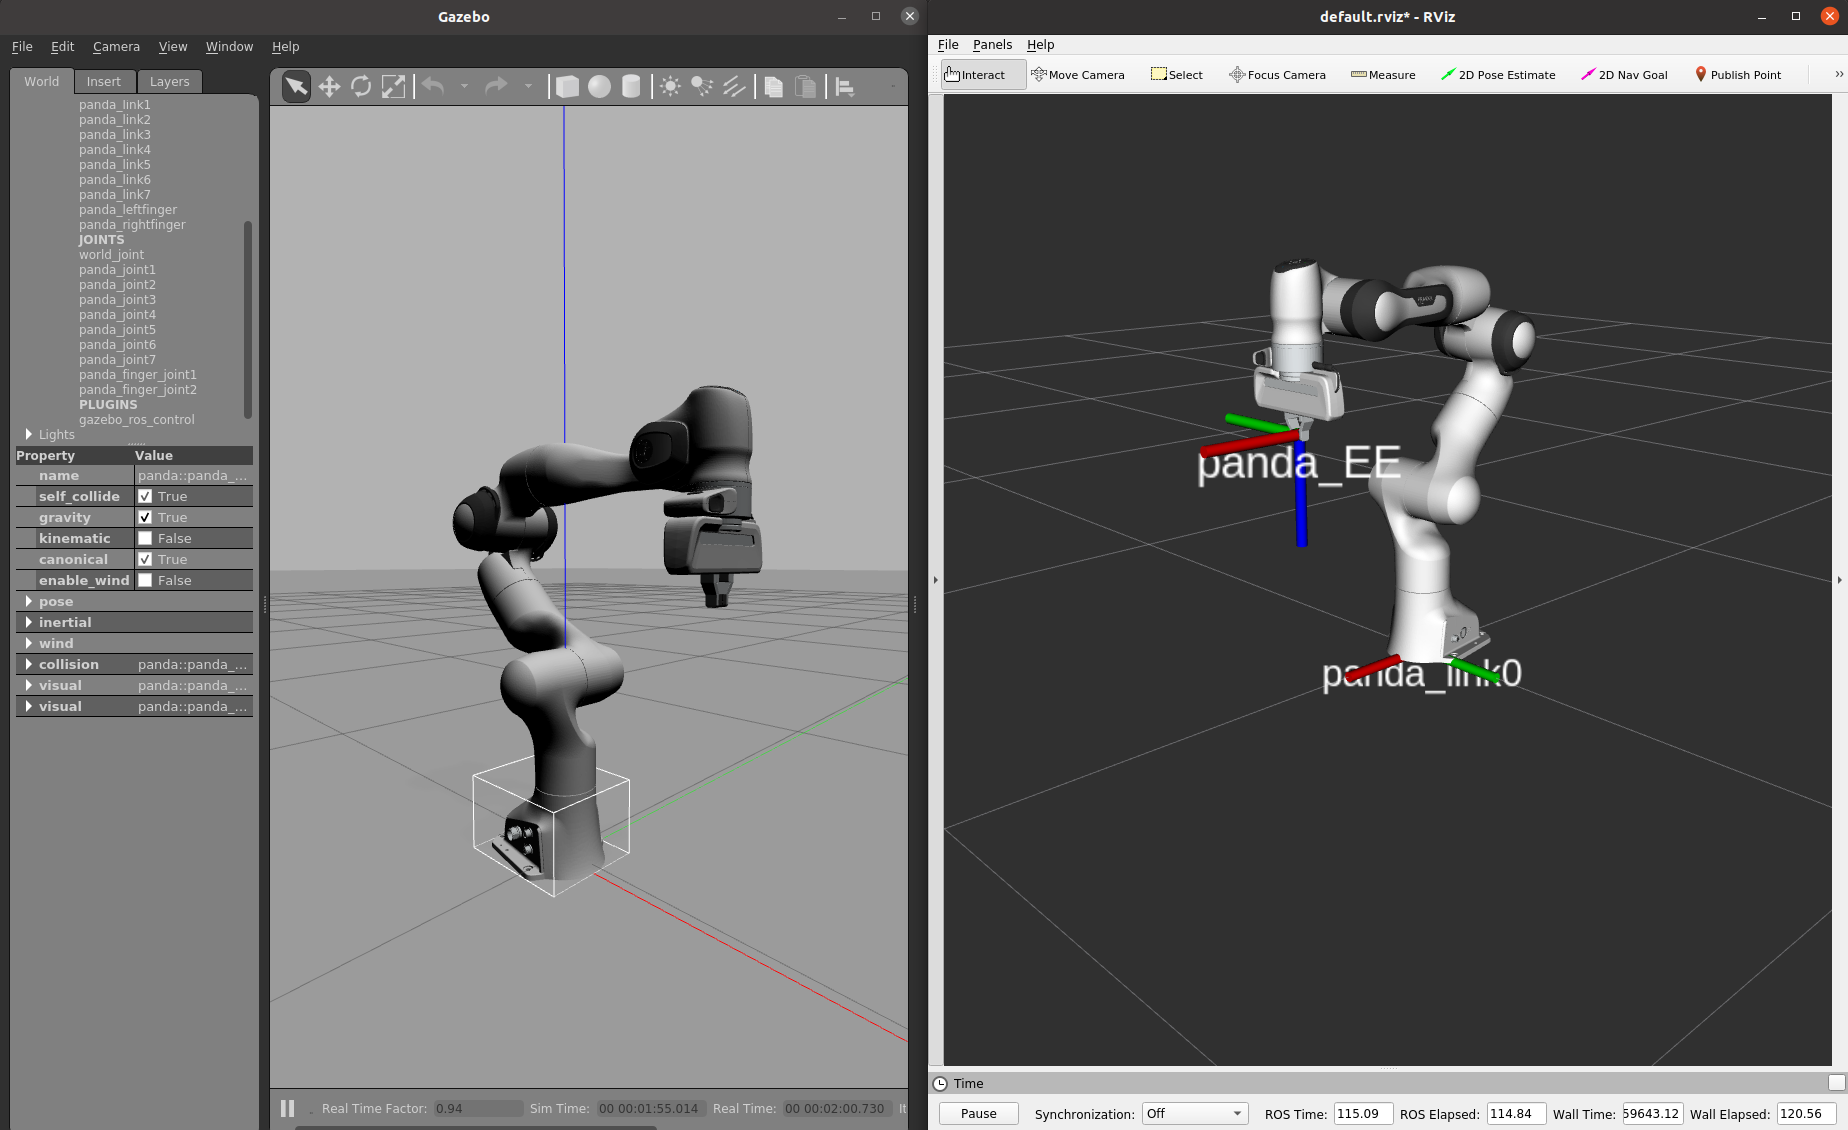 Gazebo
File Edit Camera View Window Help
World Insert Layers
panda_link1
panda_link2
panda_link3
panda_link4
panda_link5
panda_link6
panda_link7
panda_leftfinger
panda_rightfinger
JOINTS
world_joint
panda_joint1
panda_joint2
panda_joint3
panda_joint4
panda_joint5
panda_joint6
panda_joint7
panda_finger_joint1
panda_finger_joint2
PLUGINS
gazebo_ros_control
Lights
Property Value
name panda::panda_...
self_collide True
gravity True
kinematic False
canonical True
enable_wind False
pose
inertial
wind
collision panda::panda_...
visual panda::panda_...
visual panda::panda_...
Real Time Factor: 0.94 Sim Time: 00 00:01:55.014 Real Time: 00 00:02:00.730 It
default.rviz* - RViz
File Panels Help
Interact Move Camera Select Focus Camera Measure 2D Pose Estimate 2D Nav Goal Publish Point »
panda_EE
panda_link0
Time
Pause Synchronization: Off ROS Time: 115.09 ROS Elapsed: 114.84 Wall Time: 59643.12 Wall Elapsed: 120.56